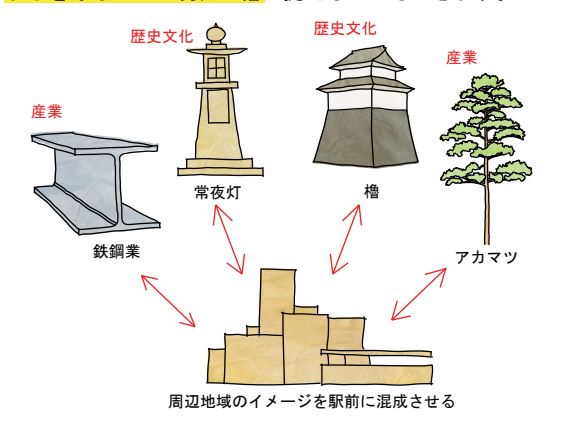 歴史文化
歴史文化
産業
産業
常夜灯
櫓
鉄鋼業
アカマツ
周辺地域のイメージを駅前に混成させる